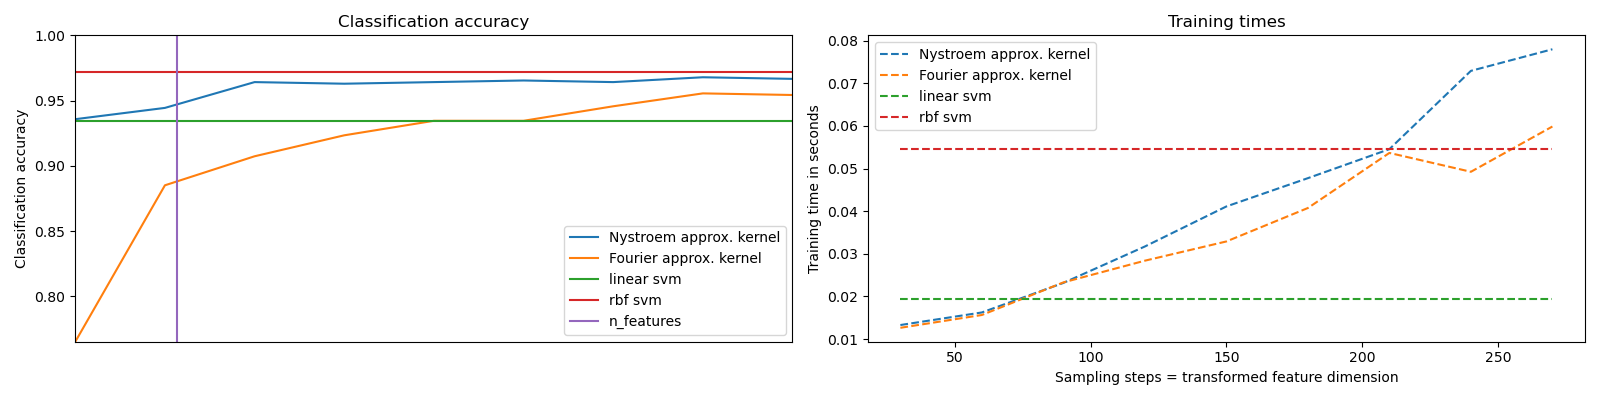 Classification accuracy
Classification accuracy
1.00
0.95
0.90
0.85
0.80
Nystroem approx. kernel
Fourier approx. kernel
linear svm
rbf svm
n_features
Training times
Training time in seconds
0.08
0.07
0.06
0.05
0.04
0.03
0.02
0.01
Nystroem approx. kernel
Fourier approx. kernel
linear svm
rbf svm
50 100 150 200 250
Sampling steps = transformed feature dimension